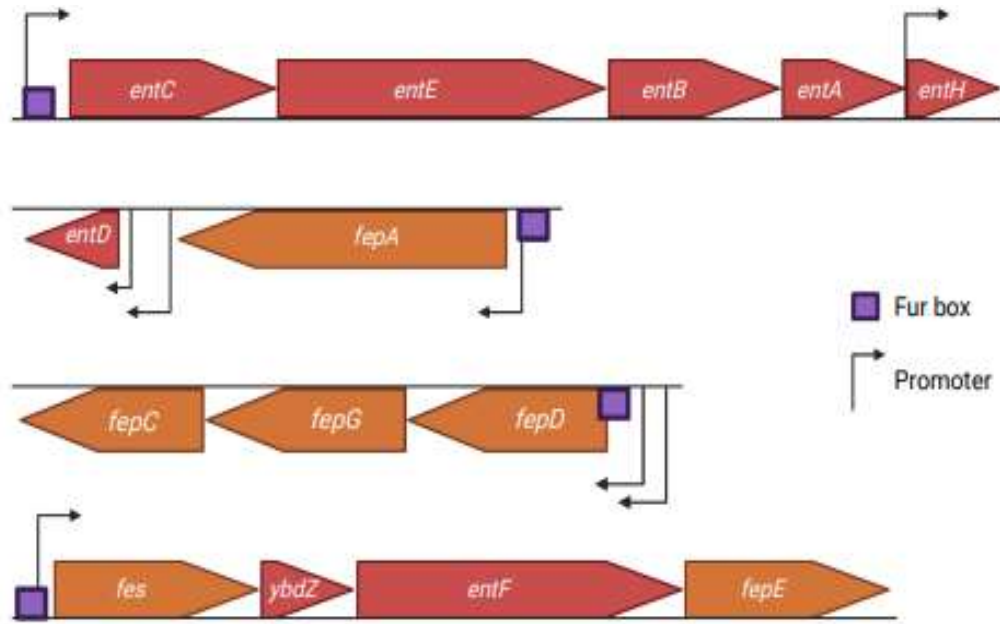 entC entE entB entA entH
entD fepA
Fur box
Promoter
fepC fepG fepD
fes ybdZ entF fepE